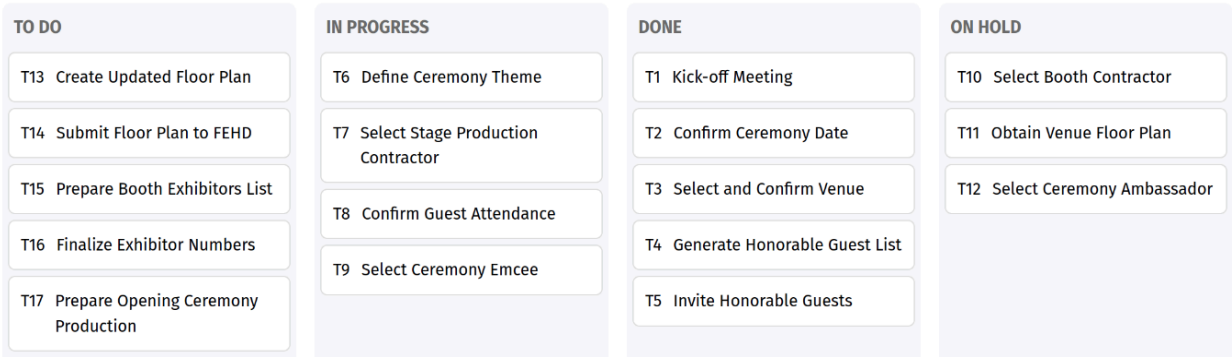 TO DO
T13 Create Updated Floor Plan
T14 Submit Floor Plan to FEHD
T15 Prepare Booth Exhibitors List
T16 Finalize Exhibitor Numbers
T17 Prepare Opening Ceremony
Production
IN PROGRESS
T6 Define Ceremony Theme
T7 Select Stage Production
Contractor
T8 Confirm Guest Attendance
T9 Select Ceremony Emcee
DONE
T1 Kick-off Meeting
T2 Confirm Ceremony Date
T3 Select and Confirm Venue
T4 Generate Honorable Guest List
T5 Invite Honorable Guests
ON HOLD
T10 Select Booth Contractor
T11 Obtain Venue Floor Plan
T12 Select Ceremony Ambassador